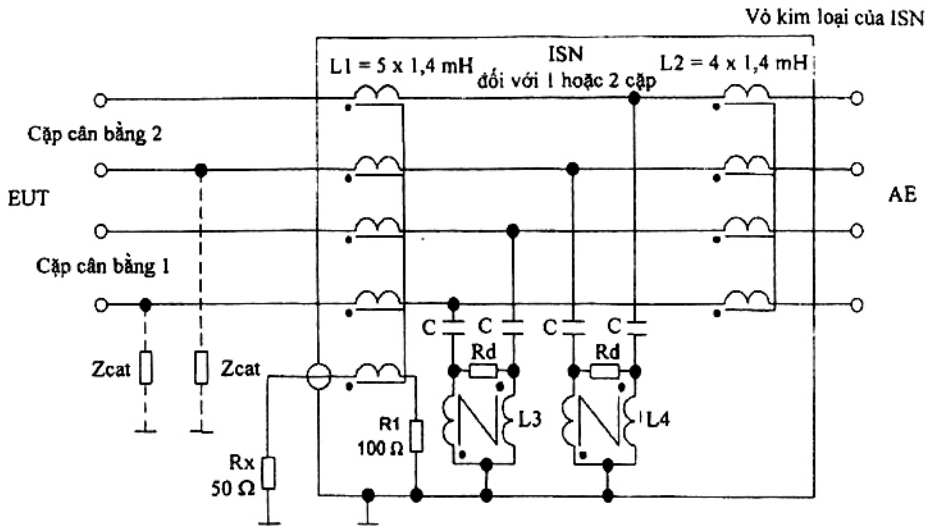 Vỏ kim loại của ISN
ISN
L1 = 5 x 1,4 mH
L2 = 4 x 1,4 mH
đối với 1 hoặc 2 cặp
Cặp cân bằng 2
EUT
AE
Cặp cân bằng 1
C
C
C
C
Zcat
Zcat
Rd
Rd
L3
L4
R1
100 Ω
Rx
50 Ω